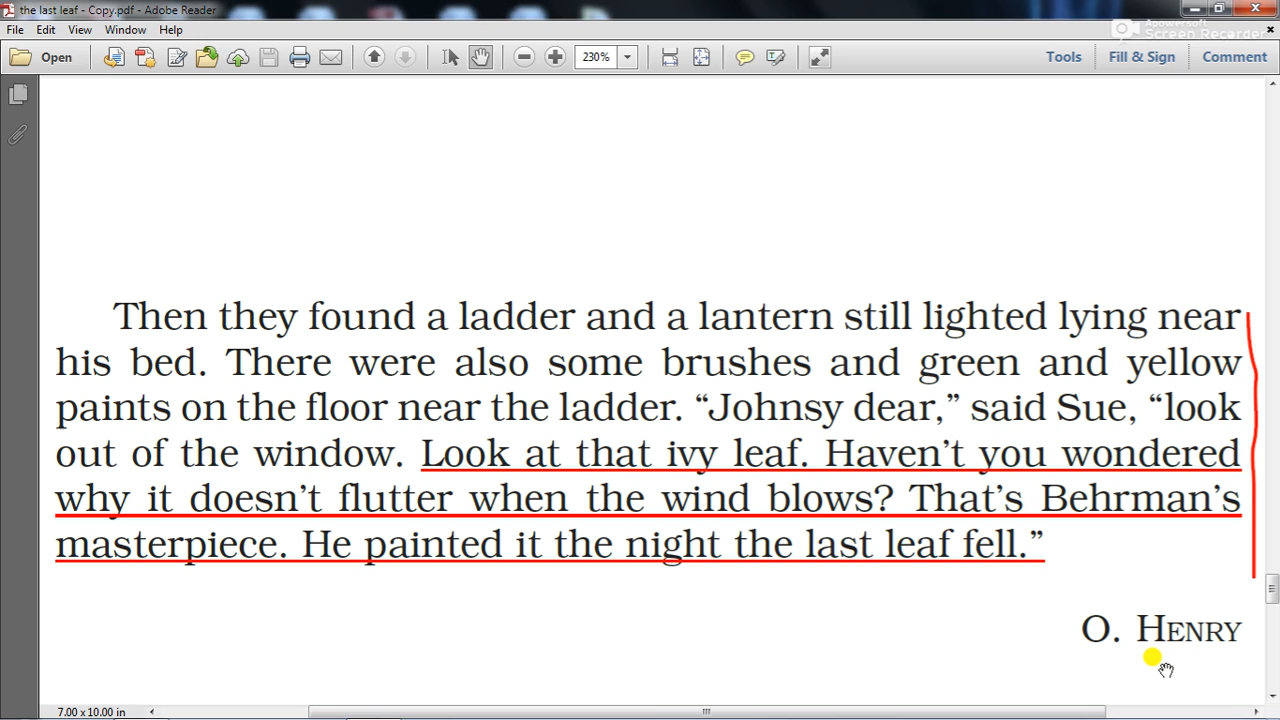 the last leaf - Copy.pdf - Adobe Reader
File Edit View Window Help
Apowersoft
Screen Recorder
Open 230% Tools Fill & Sign Comment
Then they found a ladder and a lantern still lighted lying near
his bed. There were also some brushes and green and yellow
paints on the floor near the ladder. “Johnsy dear,” said Sue, “look
out of the window. Look at that ivy leaf. Haven’t you wondered
why it doesn’t flutter when the wind blows? That’s Behrman’s
masterpiece. He painted it the night the last leaf fell.”
O. HENRY
7.00 x 10.00 in